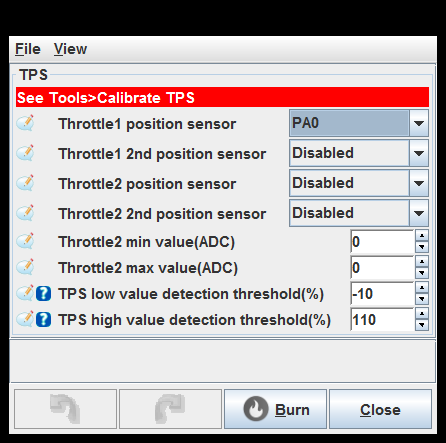 File View
TPS
See Tools>Calibrate TPS
Throttle1 position sensor PA0
Throttle1 2nd position sensor Disabled
Throttle2 position sensor Disabled
Throttle2 2nd position sensor Disabled
Throttle2 min value(ADC) 0
Throttle2 max value(ADC) 0
? TPS low value detection threshold(%) -10
? TPS high value detection threshold(%) 110
Burn Close